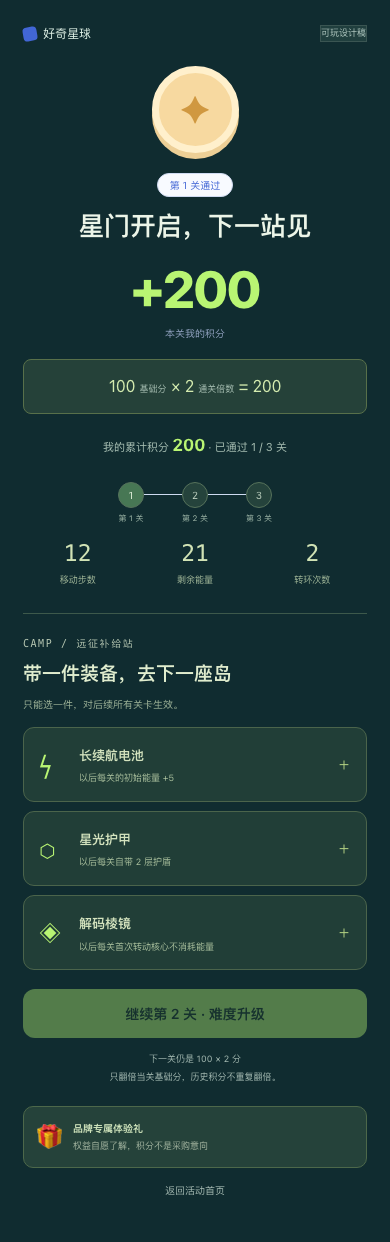 好奇星球
可玩设计稿
第 1 关通过
星门开启，下一站见
+200
本关我的积分
100 基础分 × 2 通关倍数 = 200
我的累计积分 200 · 已通过 1 / 3 关
1 2 3
第 1 关 第 2 关 第 3 关
12 21 2
移动步数 剩余能量 转环次数
CAMP / 远征补给站
带一件装备，去下一座岛
只能选一件，对后续所有关卡生效。
长续航电池
以后每关的初始能量 +5
+
星光护甲
以后每关自带 2 层护盾
+
解码棱镜
以后每关首次转动核心不消耗能量
+
继续第 2 关 · 难度升级
下一关仍是 100 × 2 分
只翻倍当关基础分，历史积分不重复翻倍。
品牌专属体验礼
权益自愿了解，积分不是采购意向
返回活动首页